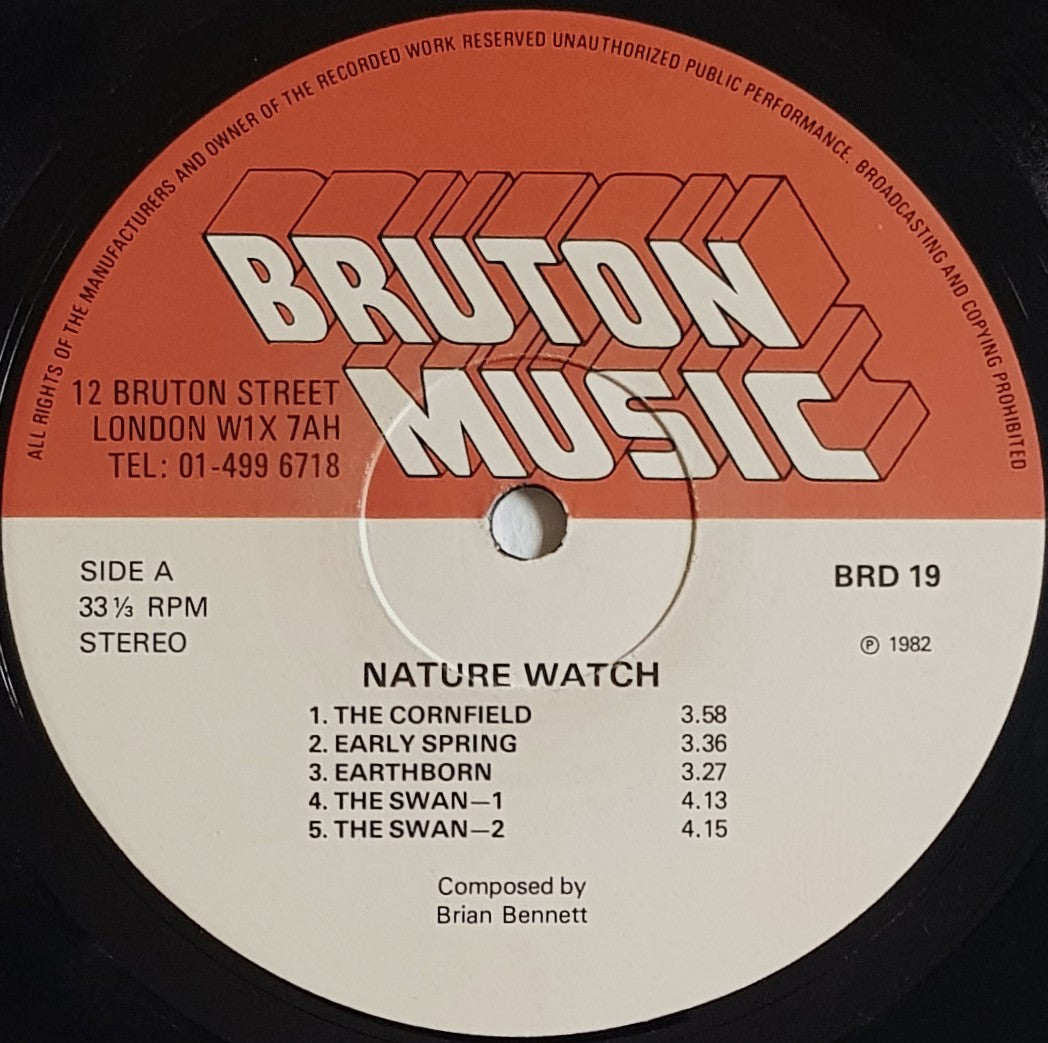 ALL RIGHTS OF THE MANUFACTURERS AND OWNER OF THE RECORDED WORK RESERVED UNAUTHORIZED PUBLIC PERFORMANCE, BROADCASTING AND COPYING PROHIBITED
BRUTON
MUSIC
12 BRUTON STREET
LONDON W1X 7AH
TEL: 01-499 6718
SIDE A
33⅓ RPM
STEREO
BRD 19
℗ 1982
NATURE WATCH
1. THE CORNFIELD 3.58
2. EARLY SPRING 3.36
3. EARTHBORN 3.27
4. THE SWAN—1 4.13
5. THE SWAN—2 4.15
Composed by
Brian Bennett